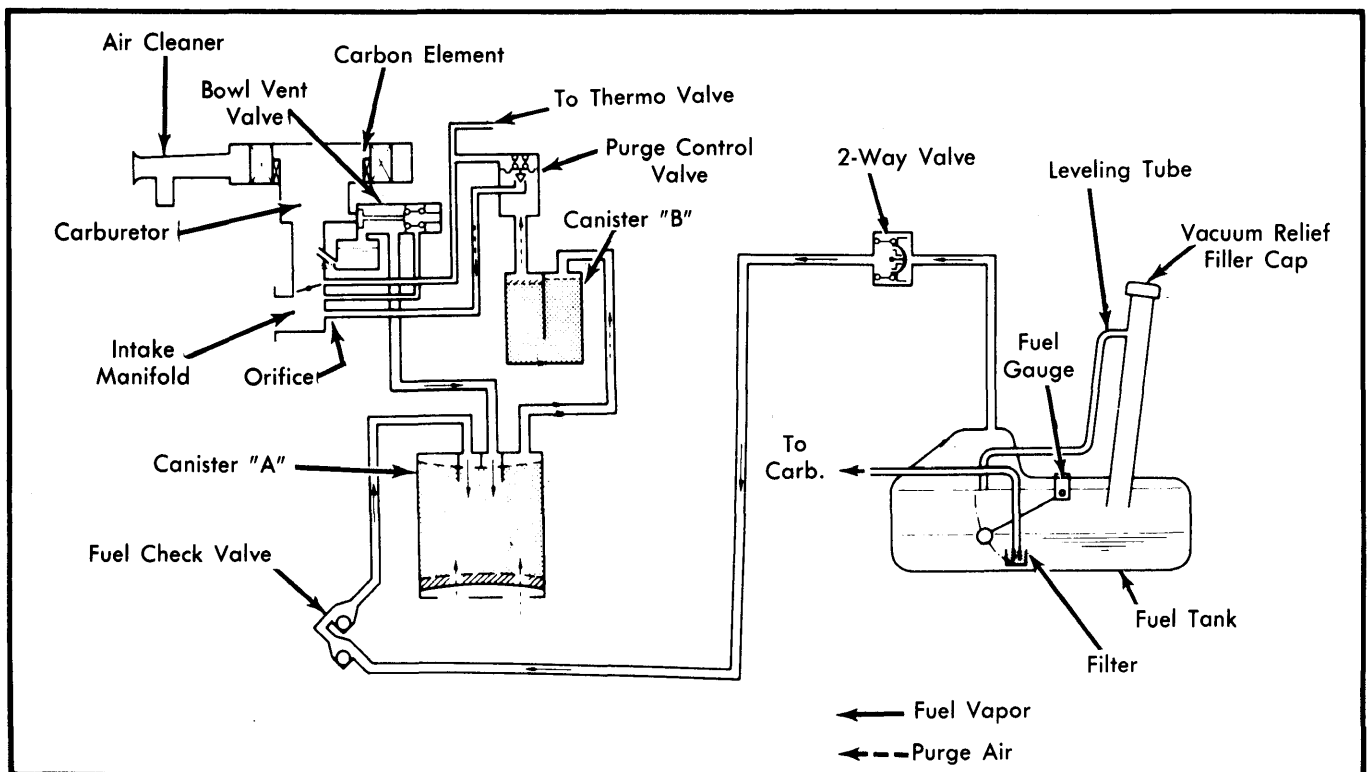 Air Cleaner
Carbon Element
Bowl Vent
Valve
To Thermo Valve
Purge Control
Valve
Canister "B"
Carburetor
Intake
Manifold
Orifice
Canister "A"
Fuel Check Valve
2-Way Valve
Leveling Tube
Vacuum Relief
Filler Cap
Fuel
Gauge
To
Carb.
Fuel Tank
Filter
Fuel Vapor
Purge Air